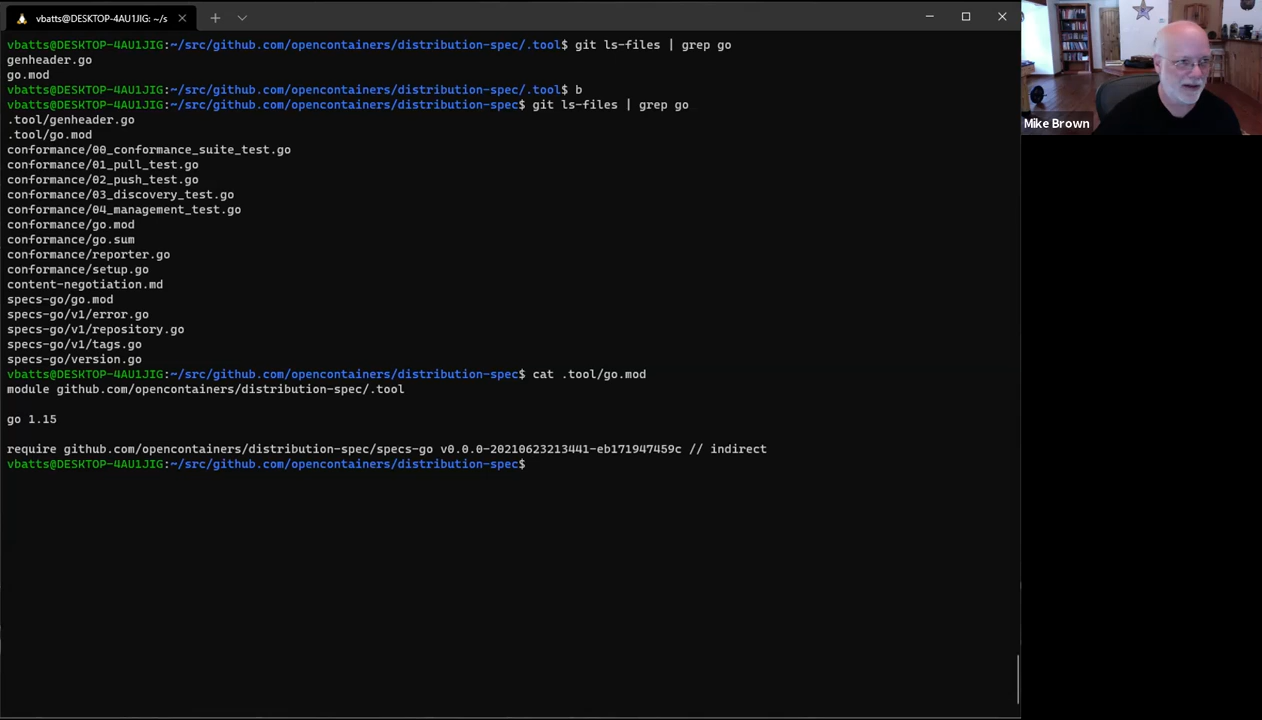 vbatts@DESKTOP-4AU1JIG: ~/s
vbatts@DESKTOP-4AU1JIG:~/src/github.com/opencontainers/distribution-spec/.tool$ git ls-files | grep go
genheader.go
go.mod
vbatts@DESKTOP-4AU1JIG:~/src/github.com/opencontainers/distribution-spec/.tool$ b
vbatts@DESKTOP-4AU1JIG:~/src/github.com/opencontainers/distribution-spec$ git ls-files | grep go
.tool/genheader.go
.tool/go.mod
conformance/00_conformance_suite_test.go
conformance/01_pull_test.go
conformance/02_push_test.go
conformance/03_discovery_test.go
conformance/04_management_test.go
conformance/go.mod
conformance/go.sum
conformance/reporter.go
conformance/setup.go
content-negotiation.md
specs-go/go.mod
specs-go/v1/error.go
specs-go/v1/repository.go
specs-go/v1/tags.go
specs-go/version.go
vbatts@DESKTOP-4AU1JIG:~/src/github.com/opencontainers/distribution-spec$ cat .tool/go.mod
module github.com/opencontainers/distribution-spec/.tool
go 1.15
require github.com/opencontainers/distribution-spec/specs-go v0.0.0-20210623213441-eb171947459c // indirect
vbatts@DESKTOP-4AU1JIG:~/src/github.com/opencontainers/distribution-spec$
Mike Brown